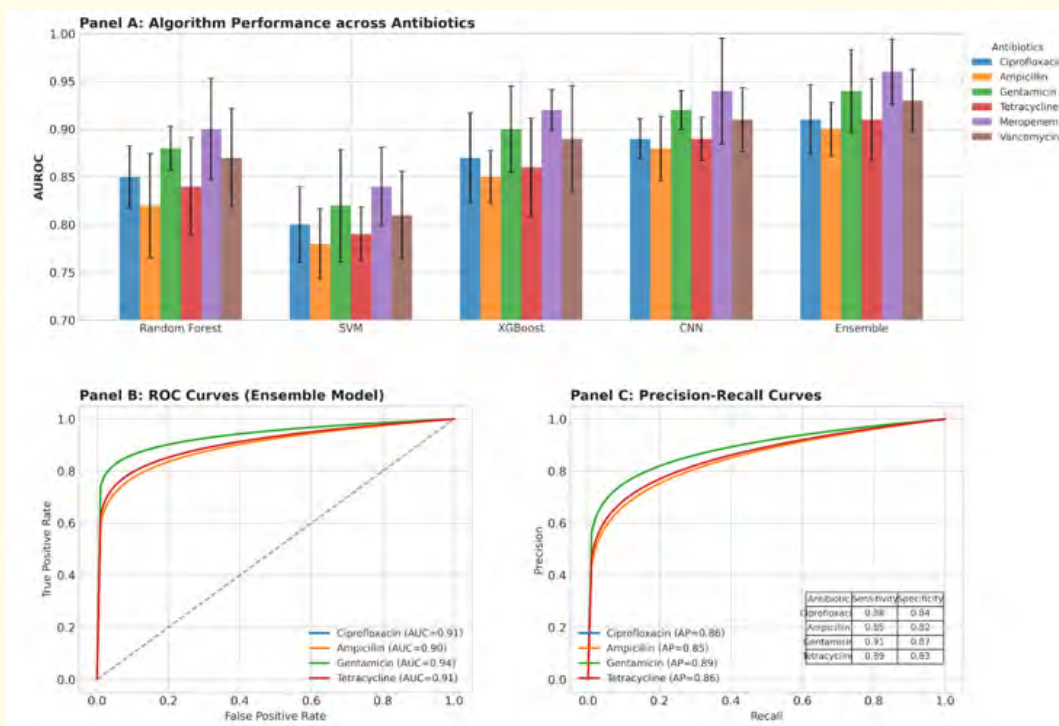 Panel A: Algorithm Performance across Antibiotics
1.00
0.95
0.90
0.85
0.80
0.75
0.70
AUROC
Random Forest
SVM
XGBoost
CNN
Ensemble
Antibiotics
Ciprofloxacin
Ampicillin
Gentamicin
Tetracycline
Meropenem
Vancomycin
Panel B: ROC Curves (Ensemble Model)
1.0
0.8
0.6
0.4
0.2
0.0
True Positive Rate
Ciprofloxacin (AUC=0.91)
Ampicillin (AUC=0.90)
Gentamicin (AUC=0.94)
Tetracycline (AUC=0.91)
0.0 0.2 0.4 0.6 0.8 1.0
False Positive Rate
Panel C: Precision-Recall Curves
1.0
0.8
0.6
0.4
0.2
0.0
Precision
Ciprofloxacin (AP=0.86)
Ampicillin (AP=0.85)
Gentamicin (AP=0.89)
Tetracycline (AP=0.86)
Antibiotic Sensitivity Specificity
Ciprofloxaci 0.88 0.84
Ampicillin 0.85 0.82
Gentamicin 0.91 0.87
Tetracycline 0.89 0.83
0.0 0.2 0.4 0.6 0.8 1.0
Recall